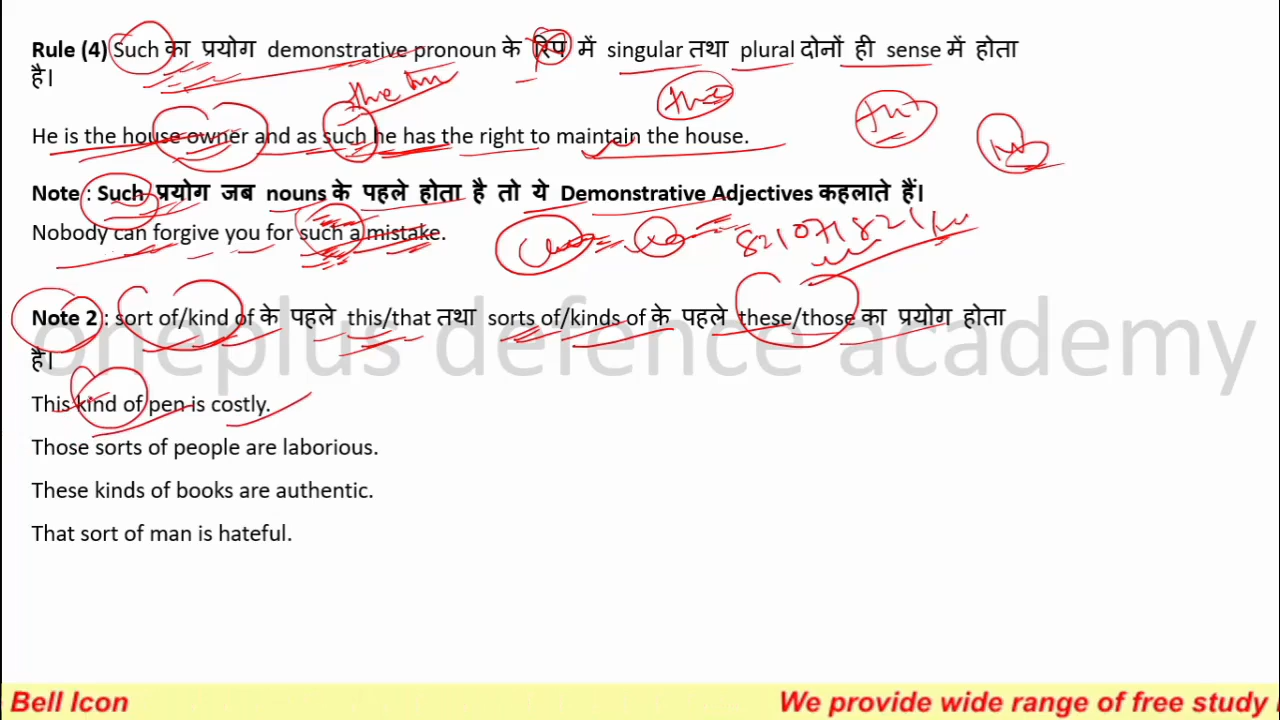 Rule (4) Such का प्रयोग demonstrative pronoun के रिप में singular तथा plural दोनों ही sense में होता
है।
He is the house owner and as such he has the right to maintain the house.
Note : Such प्रयोग जब nouns के पहले होता है तो ये Demonstrative Adjectives कहलाते हैं।
Nobody can forgive you for such a mistake.
Note 2 : sort of/kind of के पहले this/that तथा sorts of/kinds of के पहले these/those का प्रयोग होता
है।
oneplus defence academy
This kind of pen is costly.
Those sorts of people are laborious.
These kinds of books are authentic.
That sort of man is hateful.
Bell Icon We provide wide range of free study